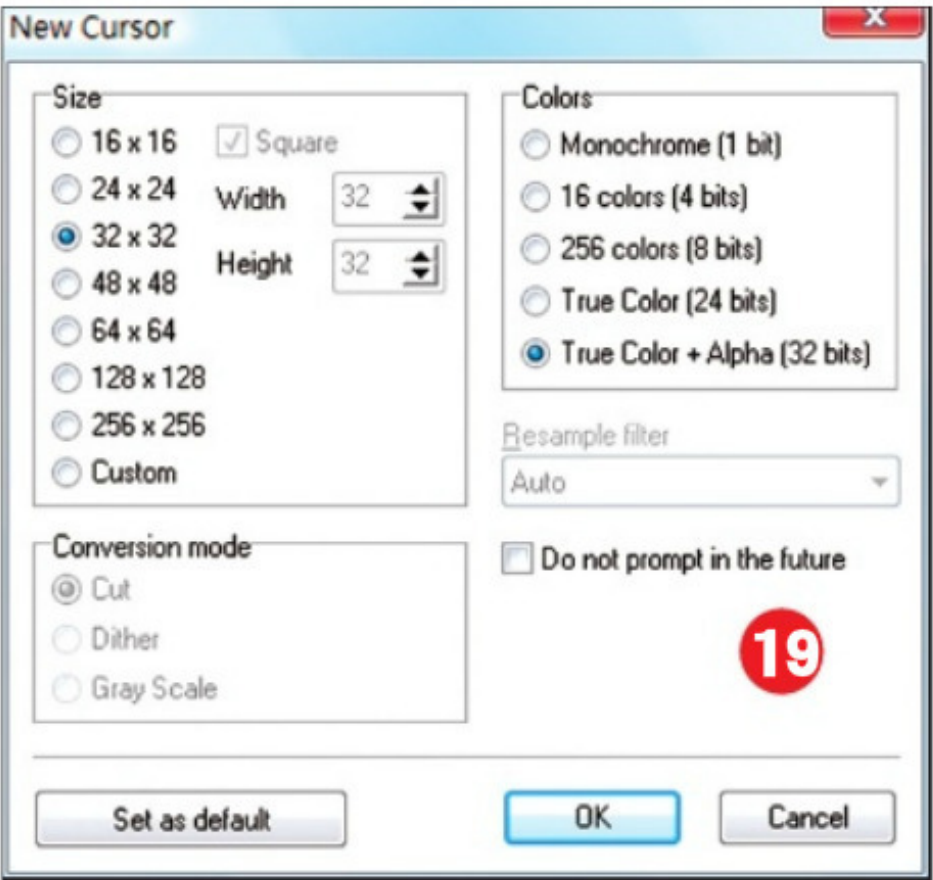 New Cursor
X
Size
16 x 16
Square
24 x 24
Width
32
32 x 32
Height
32
48 x 48
64 x 64
128 x 128
256 x 256
Custom
Colors
Monochrome (1 bit)
16 colors (4 bits)
256 colors (8 bits)
True Color (24 bits)
True Color + Alpha (32 bits)
Resample filter
Auto
Conversion mode
Cut
Dither
Gray Scale
Do not prompt in the future
19
Set as default
OK
Cancel